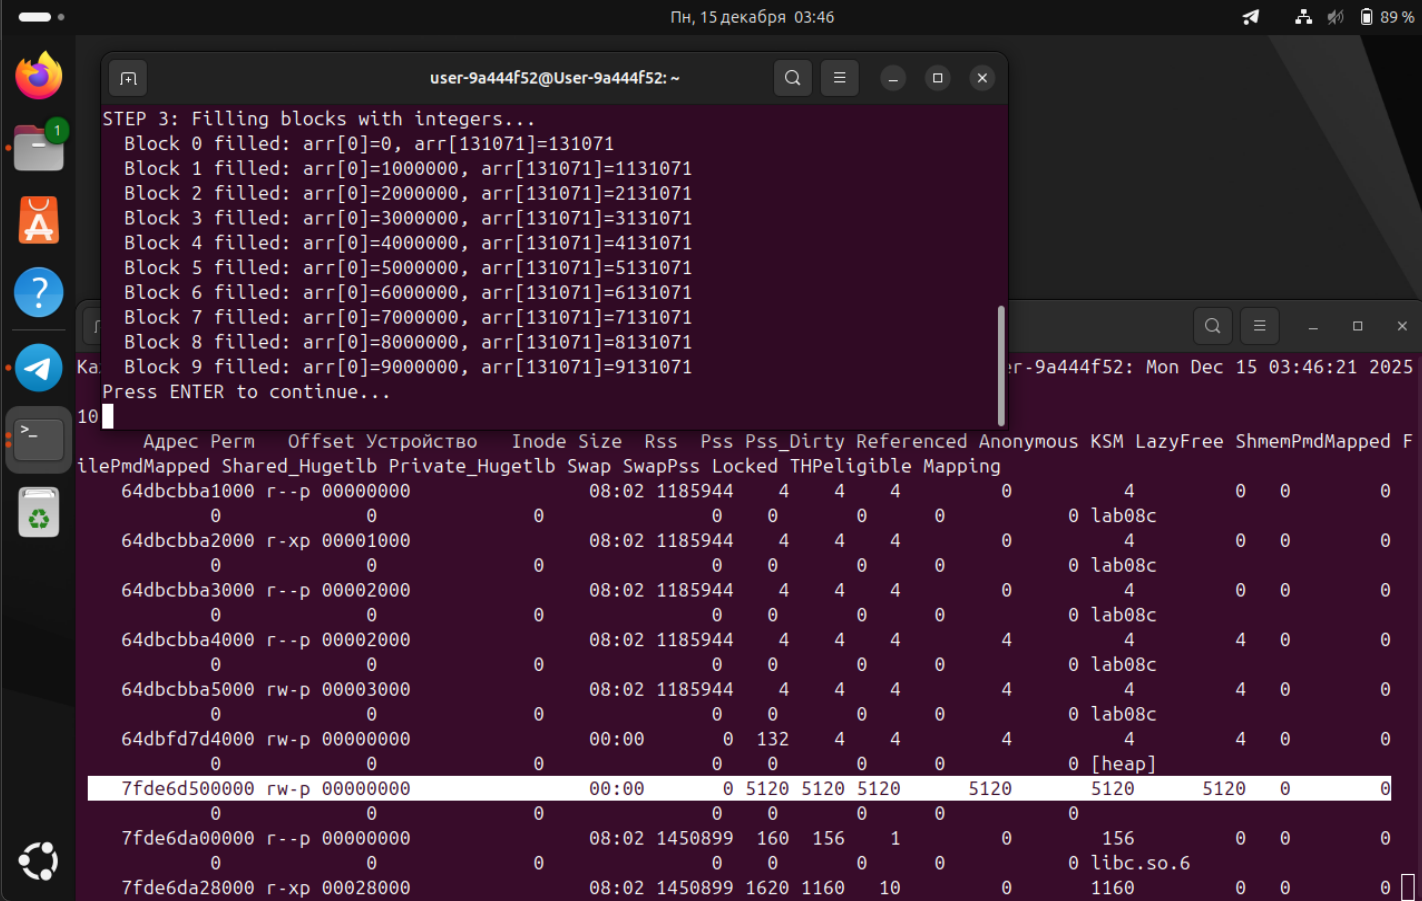 Пн, 15 декабря 03:46
89 %
1
user-9a444f52@User-9a444f52: ~
STEP 3: Filling blocks with integers...
Block 0 filled: arr[0]=0, arr[131071]=131071
Block 1 filled: arr[0]=1000000, arr[131071]=1131071
Block 2 filled: arr[0]=2000000, arr[131071]=2131071
Block 3 filled: arr[0]=3000000, arr[131071]=3131071
Block 4 filled: arr[0]=4000000, arr[131071]=4131071
Block 5 filled: arr[0]=5000000, arr[131071]=5131071
Block 6 filled: arr[0]=6000000, arr[131071]=6131071
Block 7 filled: arr[0]=7000000, arr[131071]=7131071
Block 8 filled: arr[0]=8000000, arr[131071]=8131071
Block 9 filled: arr[0]=9000000, arr[131071]=9131071
Press ENTER to continue...
r-9a444f52: Mon Dec 15 03:46:21 2025
10
Адрес Perm Offset Устройство Inode Size Rss Pss Pss_Dirty Referenced Anonymous KSM LazyFree ShmemPmdMapped F
ilePmdMapped Shared_Hugetlb Private_Hugetlb Swap SwapPss Locked THPeligible Mapping
64dbcbba1000 r--p 00000000 08:02 1185944 4 4 4 0 4 0 0 0
0 0 0 0 0 0 0 0 lab08c
64dbcbba2000 r-xp 00001000 08:02 1185944 4 4 4 0 4 0 0 0
0 0 0 0 0 0 0 0 lab08c
64dbcbba3000 r--p 00002000 08:02 1185944 4 4 4 0 4 0 0 0
0 0 0 0 0 0 0 0 lab08c
64dbcbba4000 r--p 00002000 08:02 1185944 4 4 4 4 4 4 0 0
0 0 0 0 0 0 0 0 lab08c
64dbcbba5000 rw-p 00003000 08:02 1185944 4 4 4 4 4 4 0 0
0 0 0 0 0 0 0 0 lab08c
64dbfd7d4000 rw-p 00000000 00:00 0 132 4 4 4 4 4 0 0
0 0 0 0 0 0 0 0 [heap]
7fde6d500000 rw-p 00000000 00:00 0 5120 5120 5120 5120 5120 5120 0 0
0 0 0 0 0 0 0 0
7fde6da00000 r--p 00000000 08:02 1450899 160 156 1 0 156 0 0 0
0 0 0 0 0 0 0 0 libc.so.6
7fde6da28000 r-xp 00028000 08:02 1450899 1620 1160 10 0 1160 0 0 0